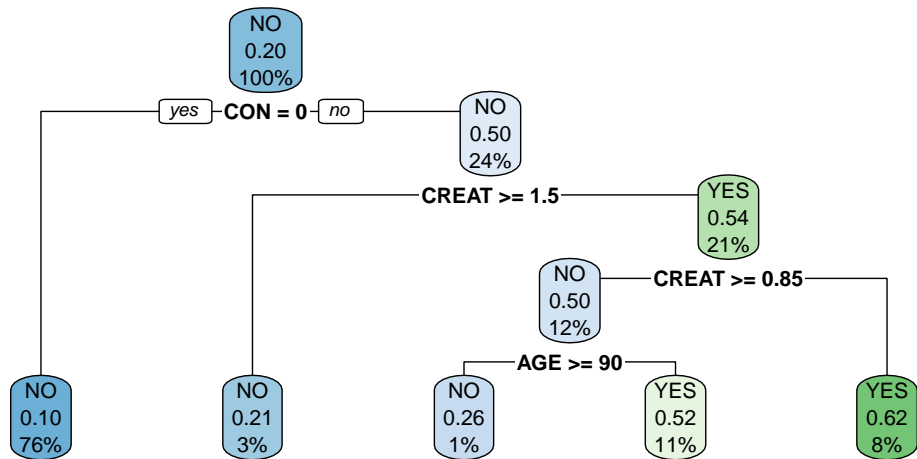 NO
0.20
100%
yes CON = 0 no
NO
0.50
24%
CREAT >= 1.5
YES
0.54
21%
CREAT >= 0.85
NO
0.50
12%
AGE >= 90
NO
0.10
76%
NO
0.21
3%
NO
0.26
1%
YES
0.52
11%
YES
0.62
8%